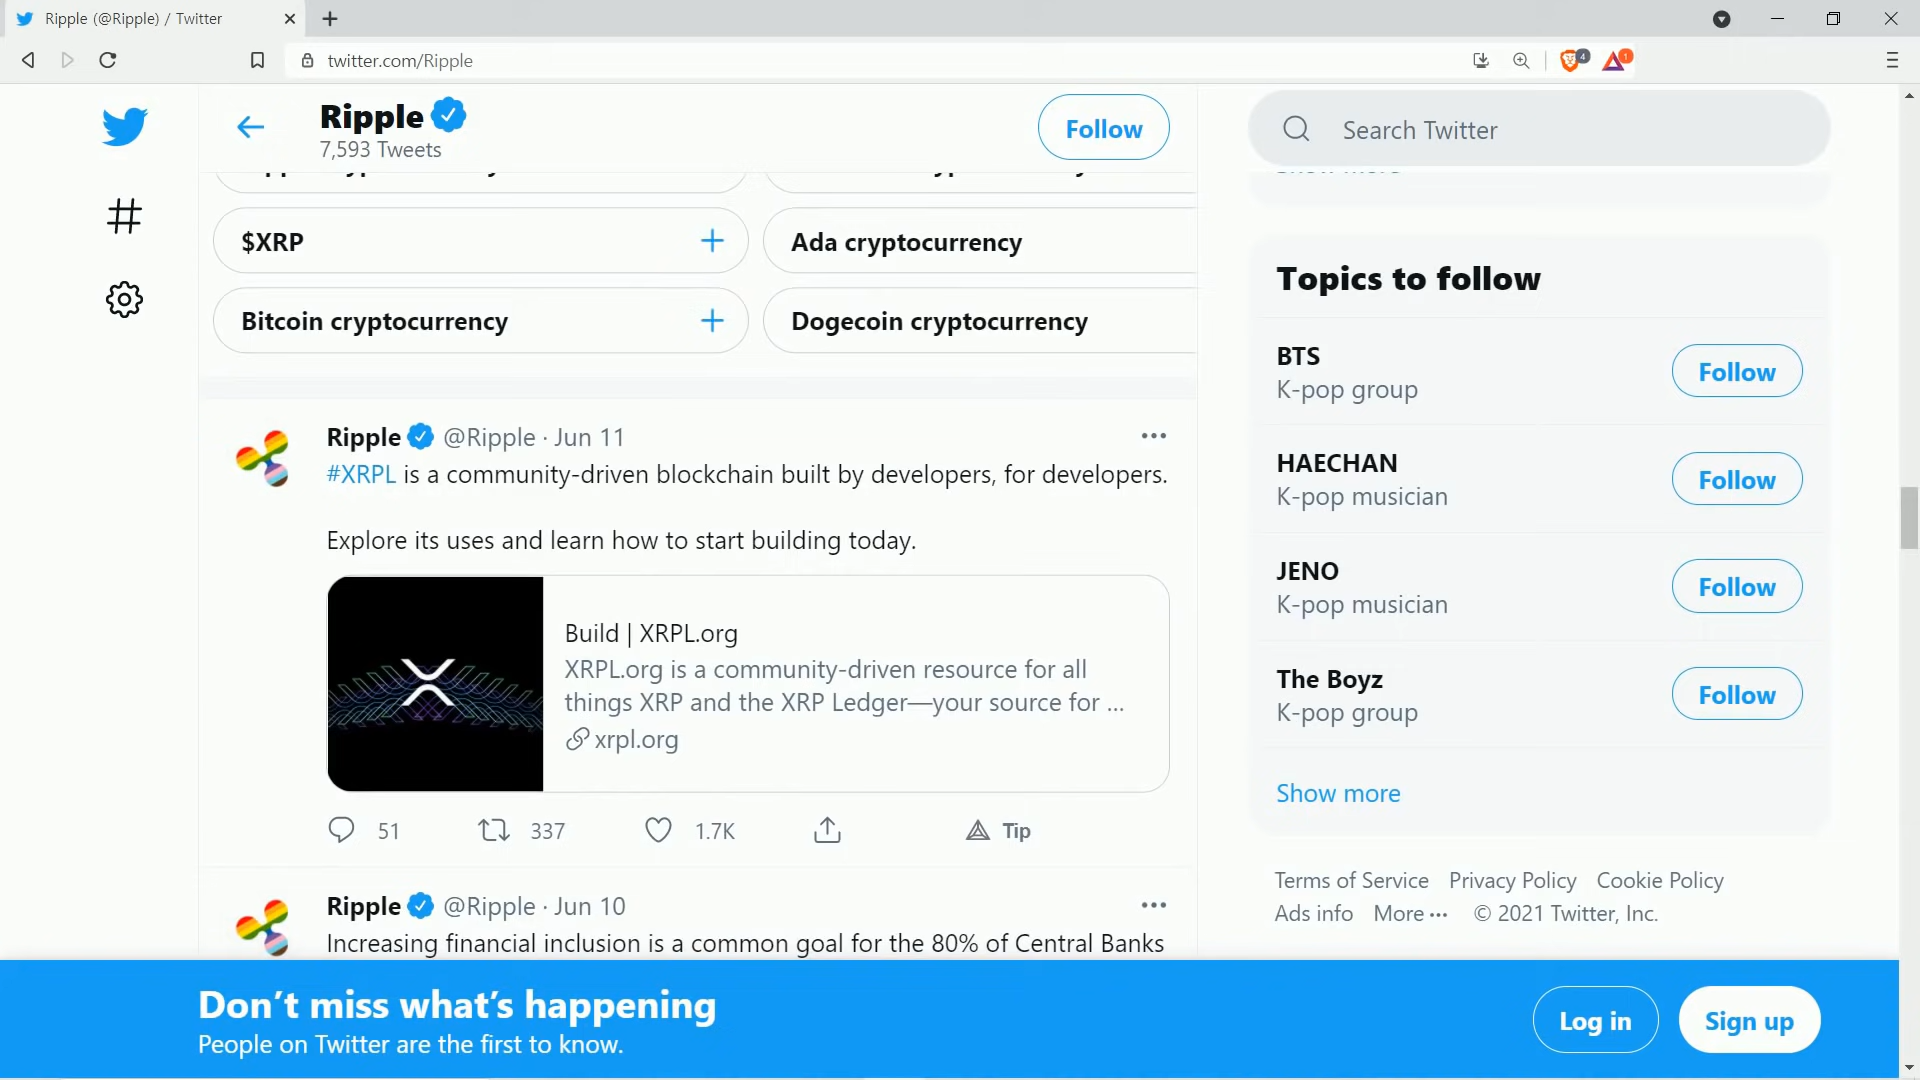 Ripple (@Ripple) / Twitter
twitter.com/Ripple
4
1
Ripple
7,593 Tweets
Follow
Search Twitter
$XRP
Ada cryptocurrency
Bitcoin cryptocurrency
Dogecoin cryptocurrency
Ripple @Ripple · Jun 11
#XRPL is a community-driven blockchain built by developers, for developers.
Explore its uses and learn how to start building today.
Build | XRPL.org
XRPL.org is a community-driven resource for all
things XRP and the XRP Ledger—your source for ...
xrpl.org
51
337
1.7K
Tip
Ripple @Ripple · Jun 10
Increasing financial inclusion is a common goal for the 80% of Central Banks
Topics to follow
BTS
K-pop group
Follow
HAECHAN
K-pop musician
Follow
JENO
K-pop musician
Follow
The Boyz
K-pop group
Follow
Show more
Terms of Service Privacy Policy Cookie Policy
Ads info More ··· © 2021 Twitter, Inc.
Don’t miss what’s happening
People on Twitter are the first to know.
Log in
Sign up